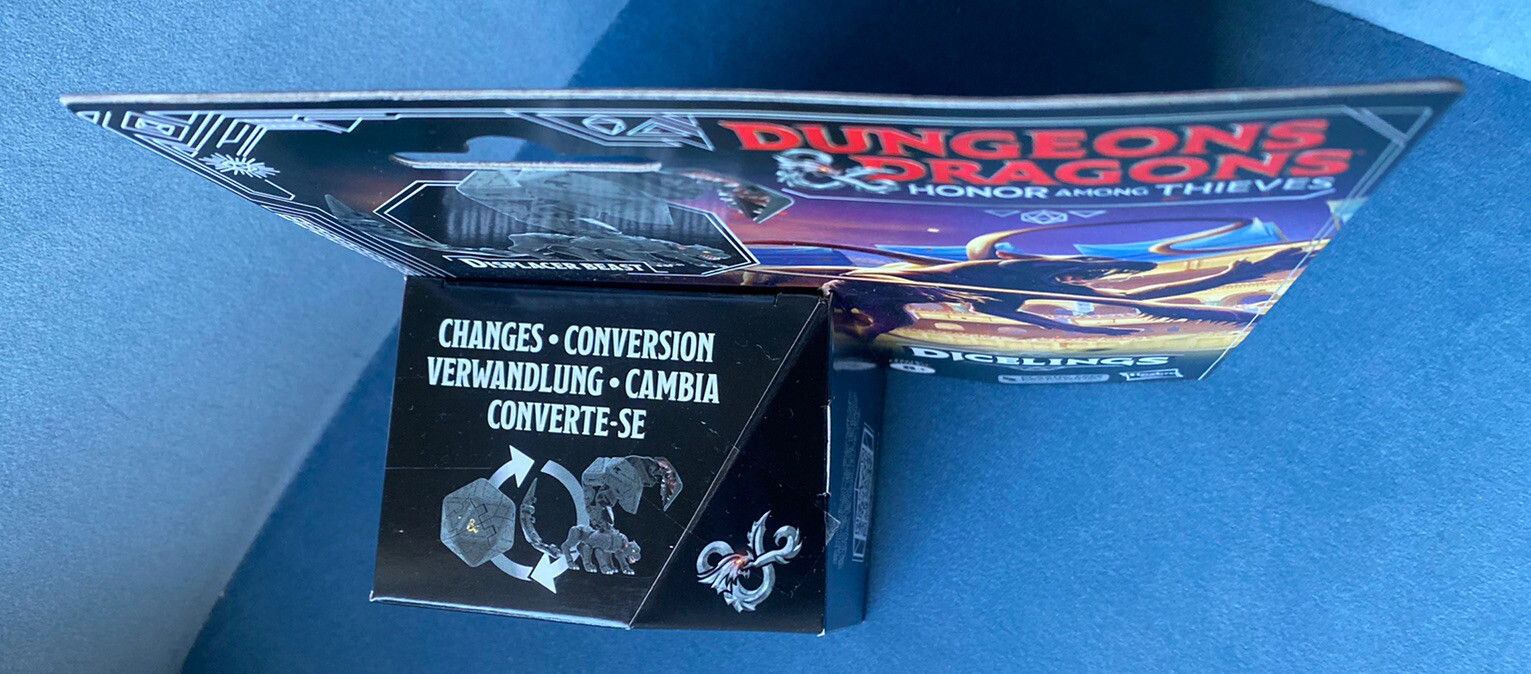 DUNGEONS
& DRAGONS
HONOR AMONG THIEVES
DISPLACER BEAST
DICELINGS
CHANGES • CONVERSION
VERWANDLUNG • CAMBIA
CONVERTE-SE
&